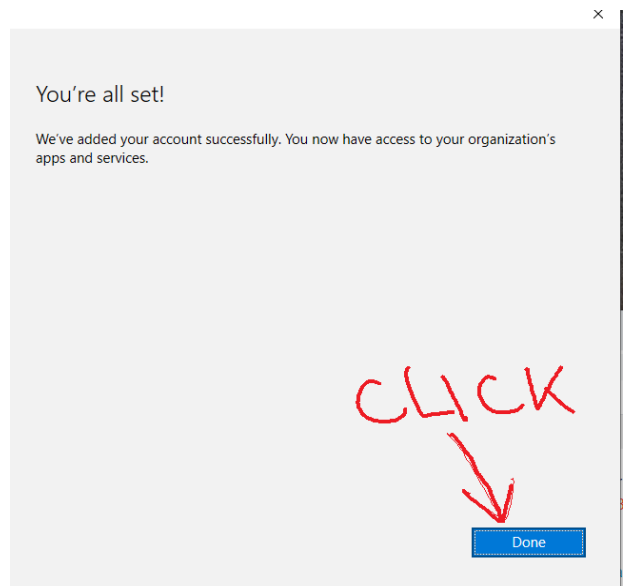 You're all set!
We've added your account successfully. You now have access to your organization's
apps and services.
CLICK
Done